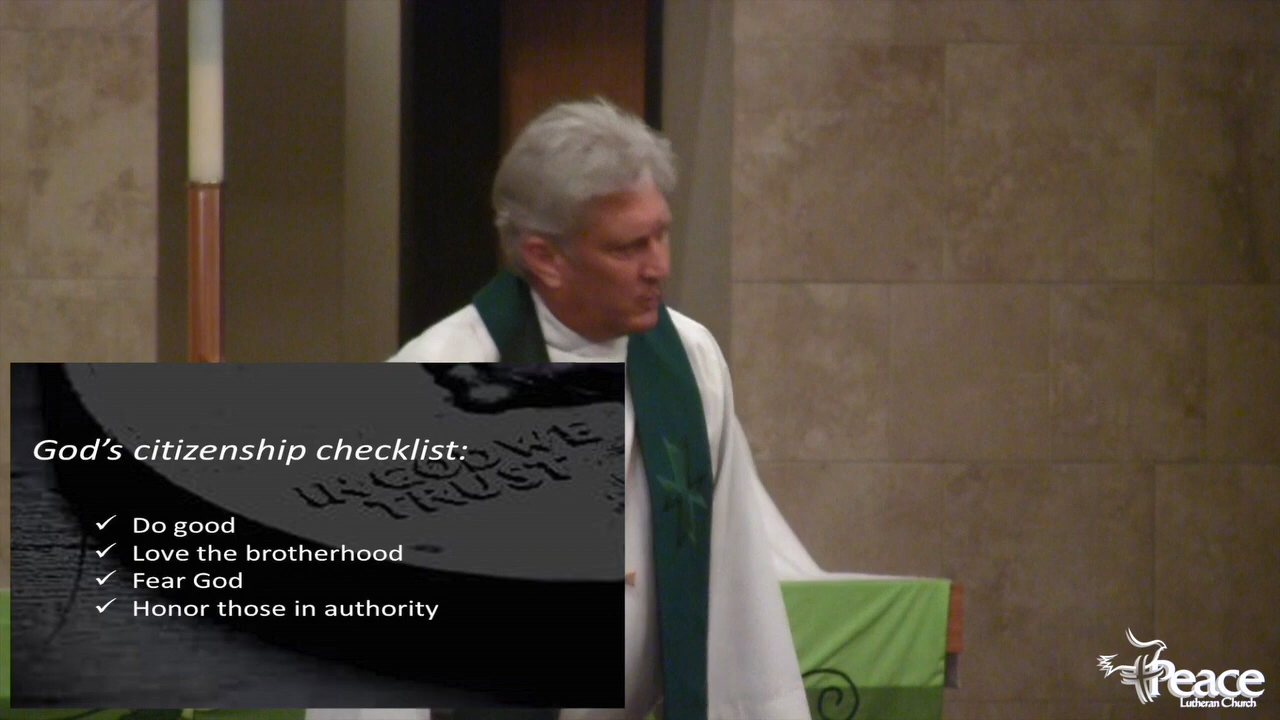 God's citizenship checklist:
IN GOD WE
TRUST
✓ Do good
✓ Love the brotherhood
✓ Fear God
✓ Honor those in authority
Peace
Lutheran Church